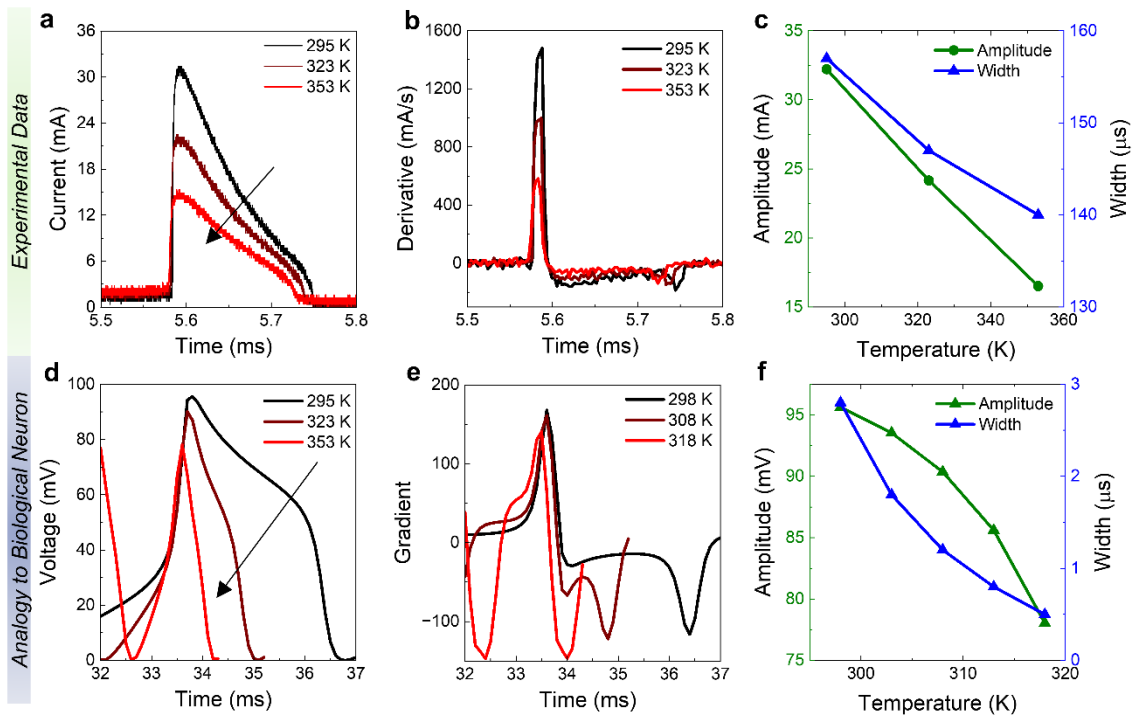 Experimental Data
Analogy to Biological Neuron
a
36
30
24
18
12
6
0
Current (mA)
295 K
323 K
353 K
5.5
5.6
5.7
5.8
Time (ms)
b
1600
1200
800
400
0
Derivative (mA/s)
295 K
323 K
353 K
5.5
5.6
5.7
5.8
Time (ms)
c
35
30
25
20
15
Amplitude (mA)
Amplitude
Width
160
150
140
130
Width (μs)
300
320
340
360
Temperature (K)
d
100
80
60
40
20
0
Voltage (mV)
295 K
323 K
353 K
32
33
34
35
36
37
Time (ms)
e
200
100
0
−100
Gradient
298 K
308 K
318 K
32
33
34
35
36
37
Time (ms)
f
95
90
85
80
75
Amplitude (mV)
Amplitude
Width
3
2
1
0
Width (μs)
300
310
320
Temperature (K)